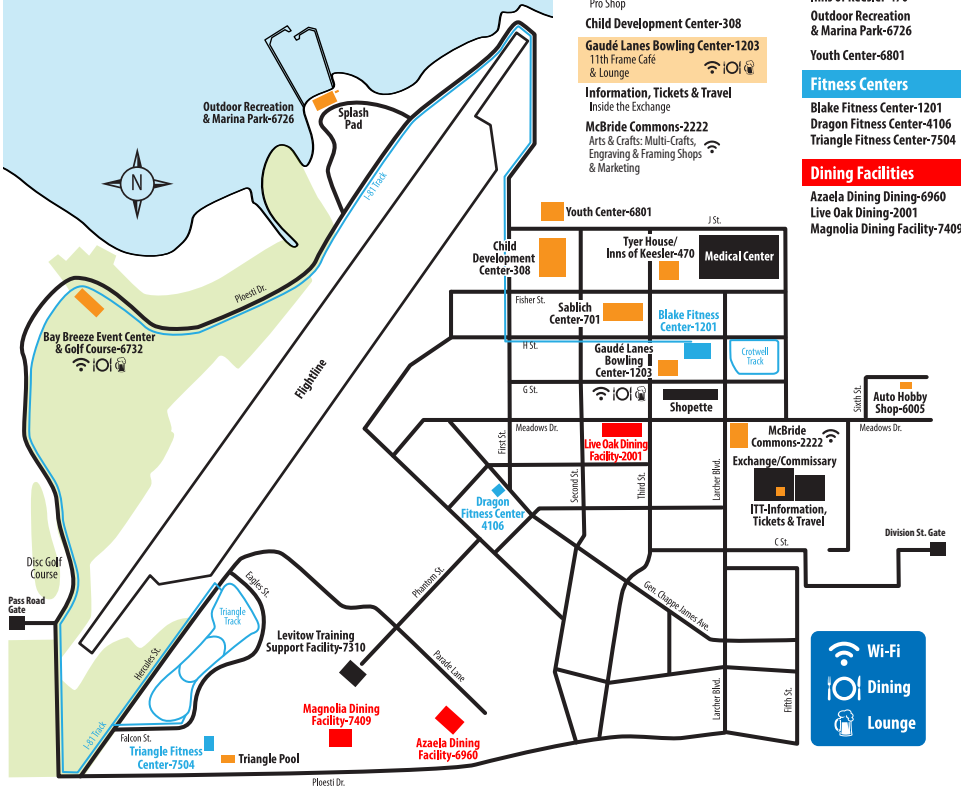 Pro Shop
Child Development Center-308
Gaudé Lanes Bowling Center-1203
11th Frame Café
& Lounge
Information, Tickets & Travel
Inside the Exchange
McBride Commons-2222
Arts & Crafts: Multi-Crafts,
Engraving & Framing Shops
& Marketing
Outdoor Recreation
& Marina Park-6726
Youth Center-6801
Fitness Centers
Blake Fitness Center-1201
Dragon Fitness Center-4106
Triangle Fitness Center-7504
Dining Facilities
Azaela Dining Dining-6960
Live Oak Dining-2001
Magnolia Dining Facility-7409
Outdoor Recreation
& Marina Park-6726
Splash
Pad
N
I-81 Track
Youth Center-6801
J St.
Child
Development
Center-308
Tyer House/
Inns of Keesler-470
Medical Center
Ploesti Dr.
Fisher St.
Sablich
Center-701
Blake Fitness
Center-1201
Bay Breeze Event Center
& Golf Course-6732
H St.
Gaudé Lanes
Bowling
Center-1203
Crotwell
Track
Flightline
G St.
Shopette
Sixth St.
Auto Hobby
Shop-6005
Meadows Dr.
First St.
Live Oak Dining
Facility-2001
McBride
Commons-2222
Meadows Dr.
Exchange/Commissary
Second St.
Third St.
Larcher Blvd.
Dragon
Fitness Center
4106
ITT-Information,
Tickets & Travel
C St.
Division St. Gate
Disc Golf
Course
Pass Road
Gate
Eagles St.
Phantom St.
Gen. Chappe James Ave.
Triangle
Track
Levitow Training
Support Facility-7310
Hercules St.
Parade Lane
Wi-Fi
Dining
Lounge
Larcher Blvd.
Fifth St.
Magnolia Dining
Facility-7409
I-81 Track
Falcon St.
Azaela Dining
Facility-6960
Triangle Fitness
Center-7504
Triangle Pool
Ploesti Dr.